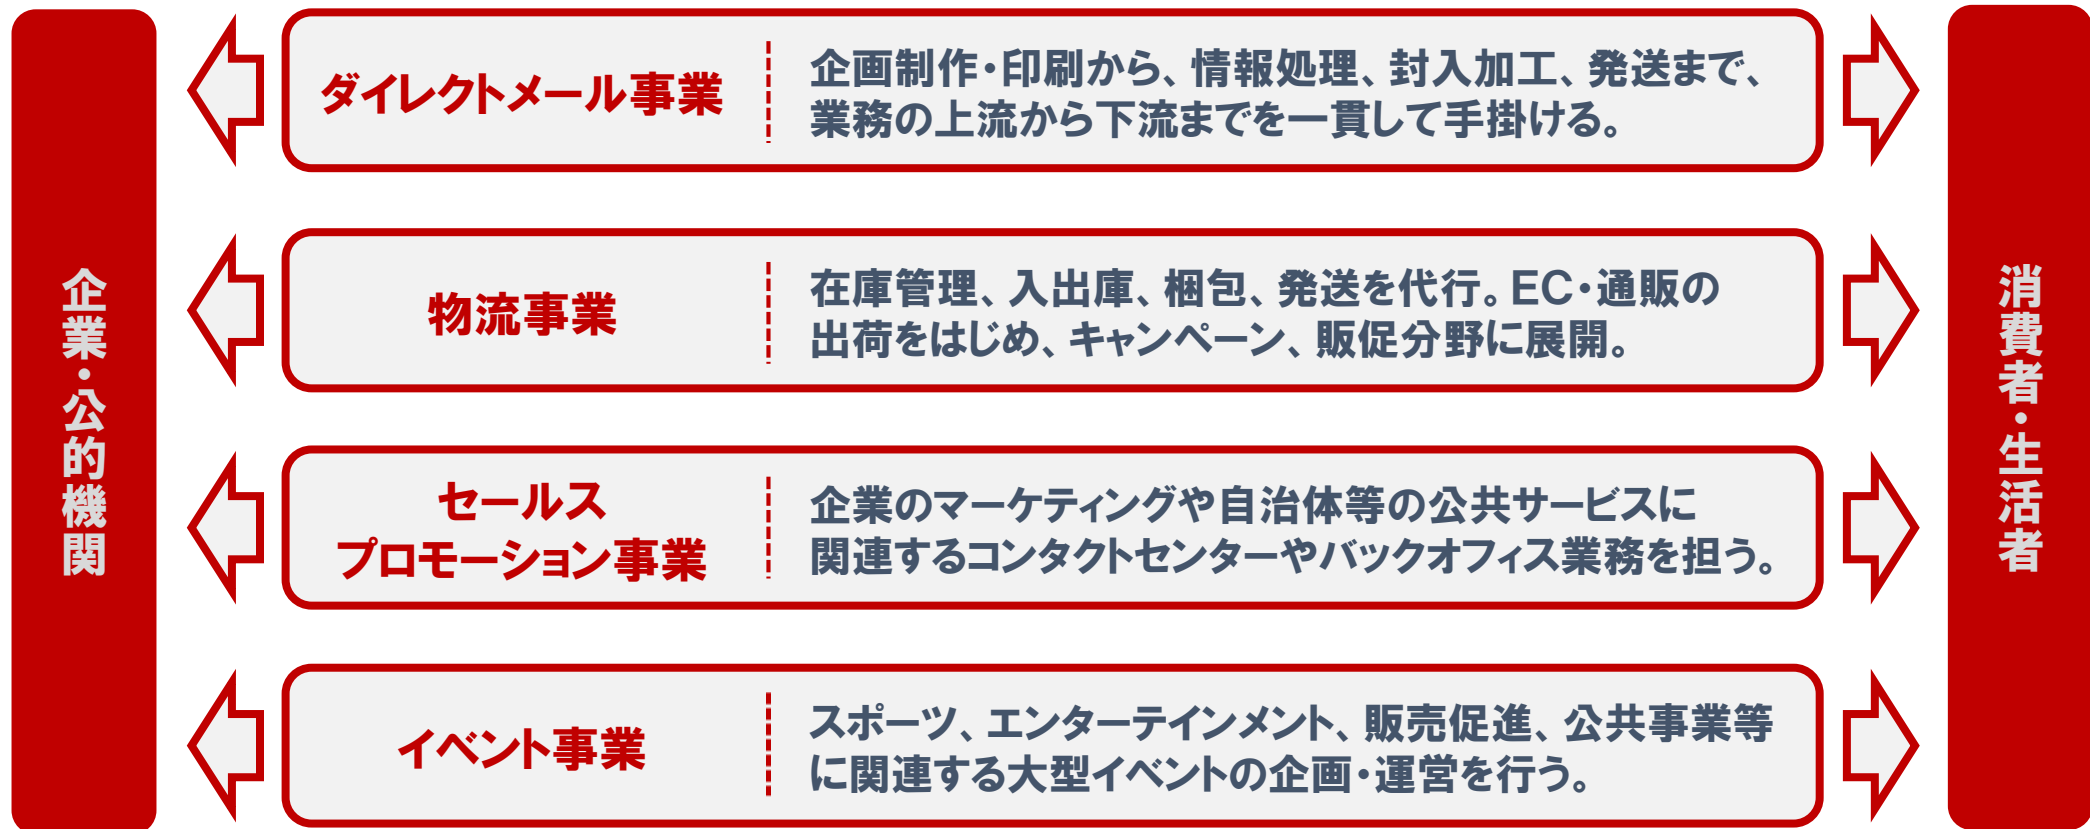 企業・公的機関
ダイレクトメール事業
企画制作・印刷から、情報処理、封入加工、発送まで、
業務の上流から下流までを一貫して手掛ける。
物流事業
在庫管理、入出庫、梱包、発送を代行。EC・通販の
出荷をはじめ、キャンペーン、販促分野に展開。
セールス
プロモーション事業
企業のマーケティングや自治体等の公共サービスに
関連するコンタクトセンターやバックオフィス業務を担う。
イベント事業
スポーツ、エンターテインメント、販売促進、公共事業等
に関連する大型イベントの企画・運営を行う。
消費者・生活者